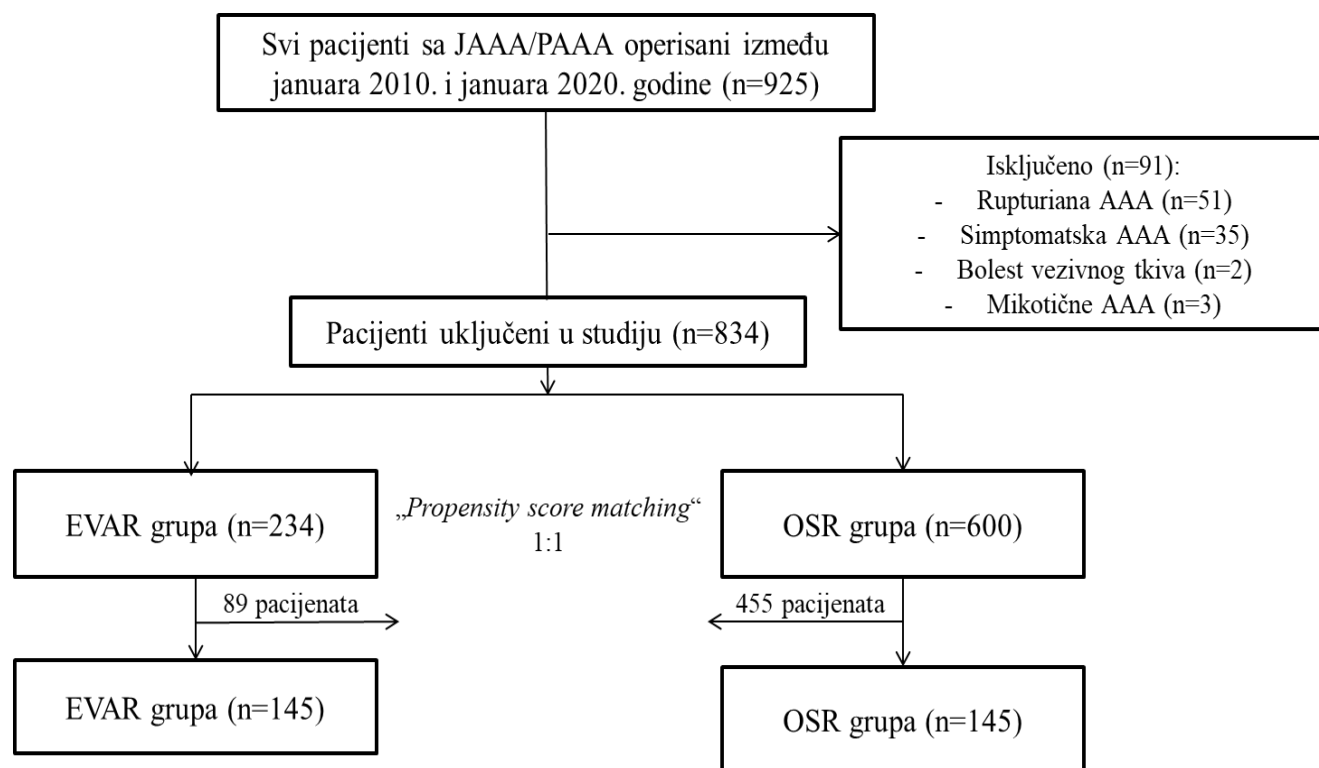 Svi pacijenti sa JAAA/PAAA operisani između
januara 2010. i januara 2020. godine (n=925)
Isključeno (n=91):
- Rupturiana AAA (n=51)
- Simptomatska AAA (n=35)
- Bolest vezivnog tkiva (n=2)
- Mikotične AAA (n=3)
Pacijenti uključeni u studiju (n=834)
EVAR grupa (n=234)
„Propensity score matching“
1:1
OSR grupa (n=600)
89 pacijenata
455 pacijenata
EVAR grupa (n=145)
OSR grupa (n=145)